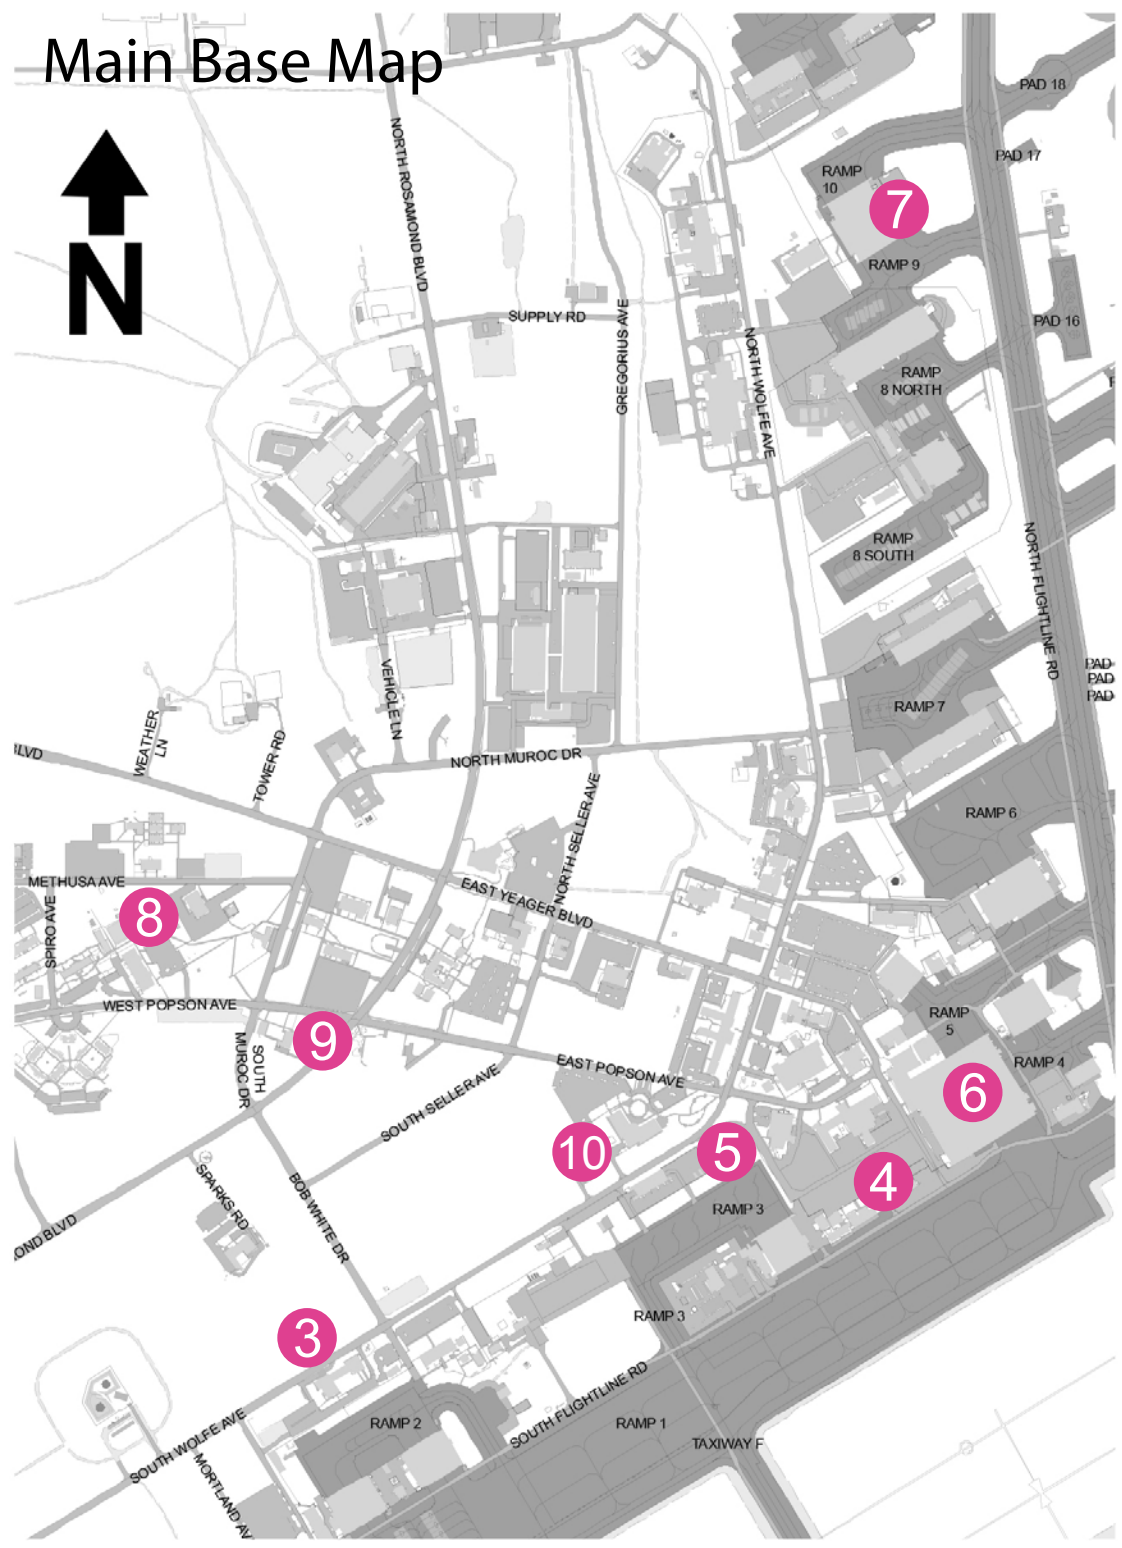 Main Base Map
N
PAD 18
NORTH ROSAMOND BLVD
PAD 17
RAMP
10
7
RAMP 9
SUPPLY RD
GREGORIUS AVE
NORTH WOLFE AVE
PAD 16
RAMP
8 NORTH
RAMP
8 SOUTH
NORTH FLIGHTLINE RD
PAD
PAD
PAD
VEHICLE LN
WEATHER
LN
TOWER RD
BLVD
RAMP 7
NORTH MUROC DR
NORTH SELLER AVE
RAMP 6
METHUSA AVE
EAST YEAGER BLVD
8
SPIRO AVE
WEST POPSON AVE
9
SOUTH
MUROC DR
RAMP
5
RAMP 4
EAST POPSON AVE
6
SOUTH SELLER AVE
10
5
4
SPARKS RD
BOB WHITE DR
OND BLVD
RAMP 3
3
RAMP 3
SOUTH FLIGHTLINE RD
RAMP 2
RAMP 1
TAXIWAY F
SOUTH WOLFE AVE
MORTLAND AV